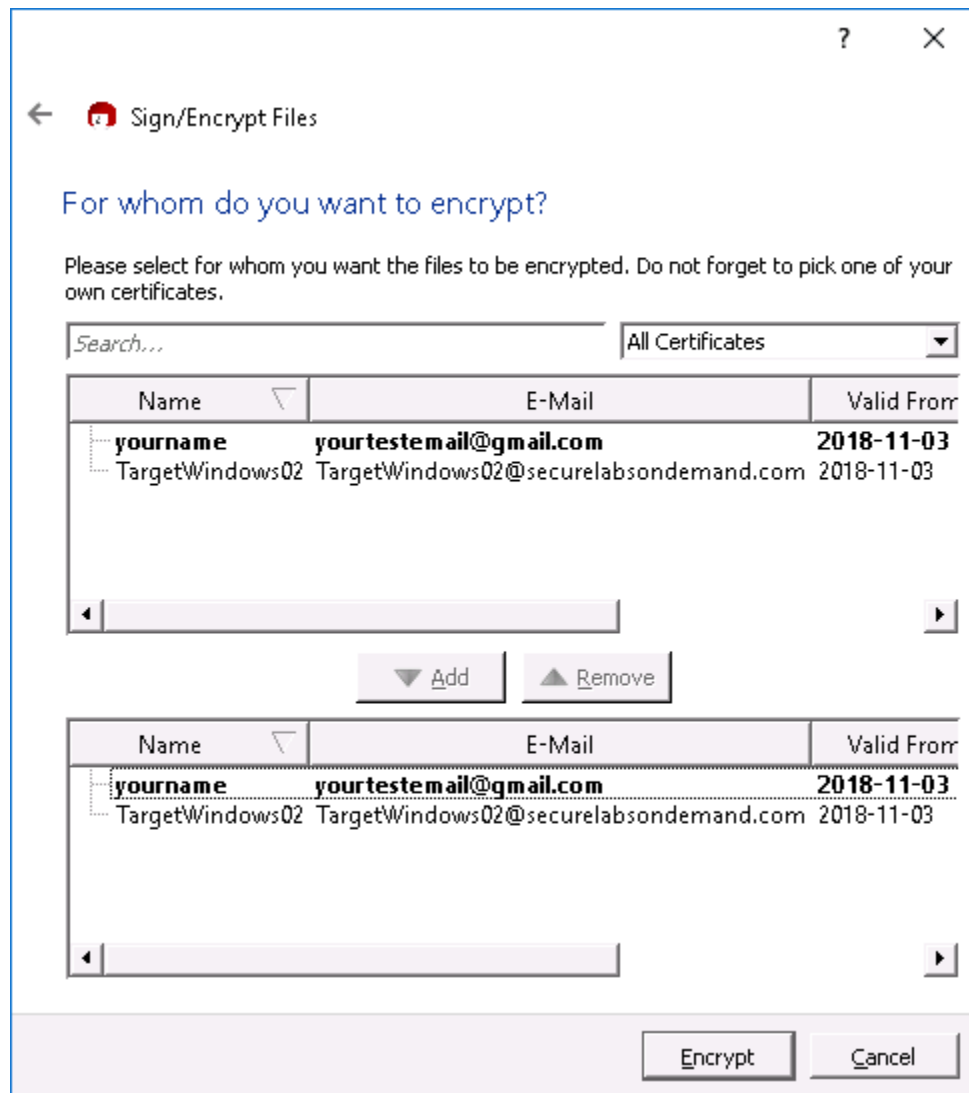 ?
Sign/Encrypt Files
For whom do you want to encrypt?
Please select for whom you want the files to be encrypted. Do not forget to pick one of your
own certificates.
Search... All Certificates
Name E-Mail Valid From
yourname yourtestemail@gmail.com 2018-11-03
TargetWindows02 TargetWindows02@securelabsondemand.com 2018-11-03
Add Remove
Name E-Mail Valid From
yourname yourtestemail@gmail.com 2018-11-03
TargetWindows02 TargetWindows02@securelabsondemand.com 2018-11-03
Encrypt Cancel